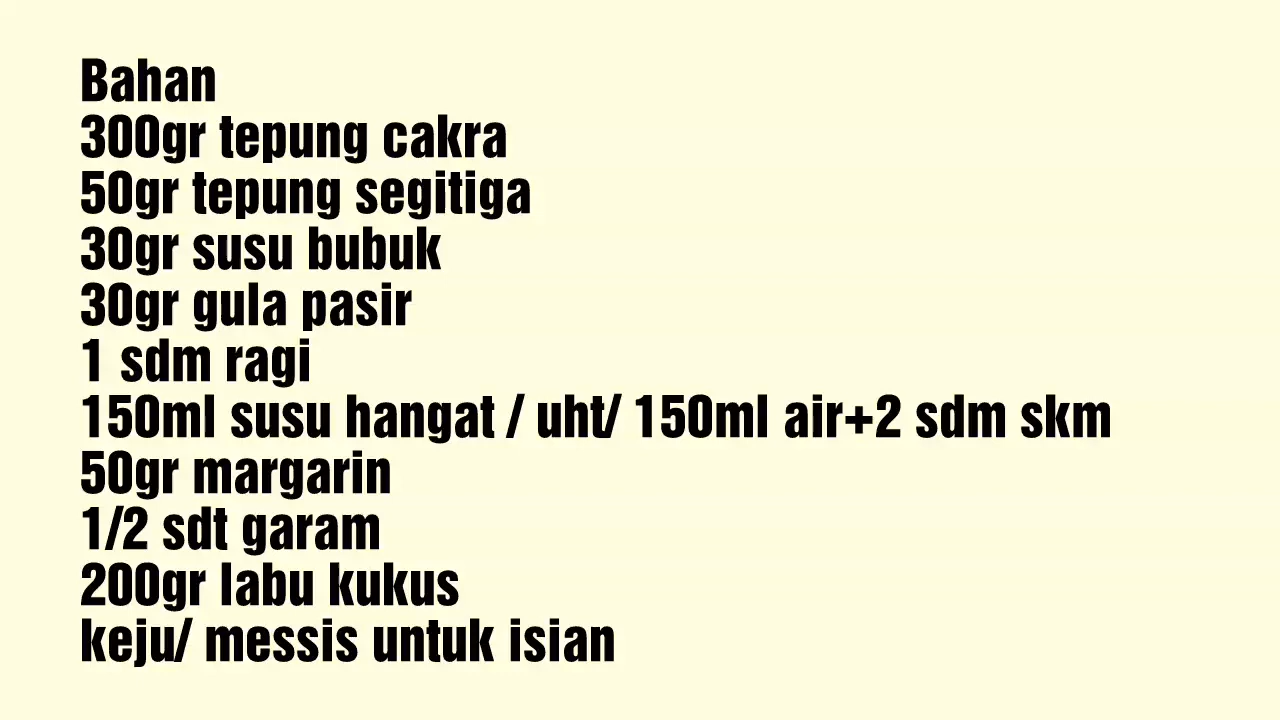 Bahan
300gr tepung cakra
50gr tepung segitiga
30gr susu bubuk
30gr gula pasir
1 sdm ragi
150ml susu hangat / uht/ 150ml air+2 sdm skm
50gr margarin
1/2 sdt garam
200gr labu kukus
keju/ messis untuk isian